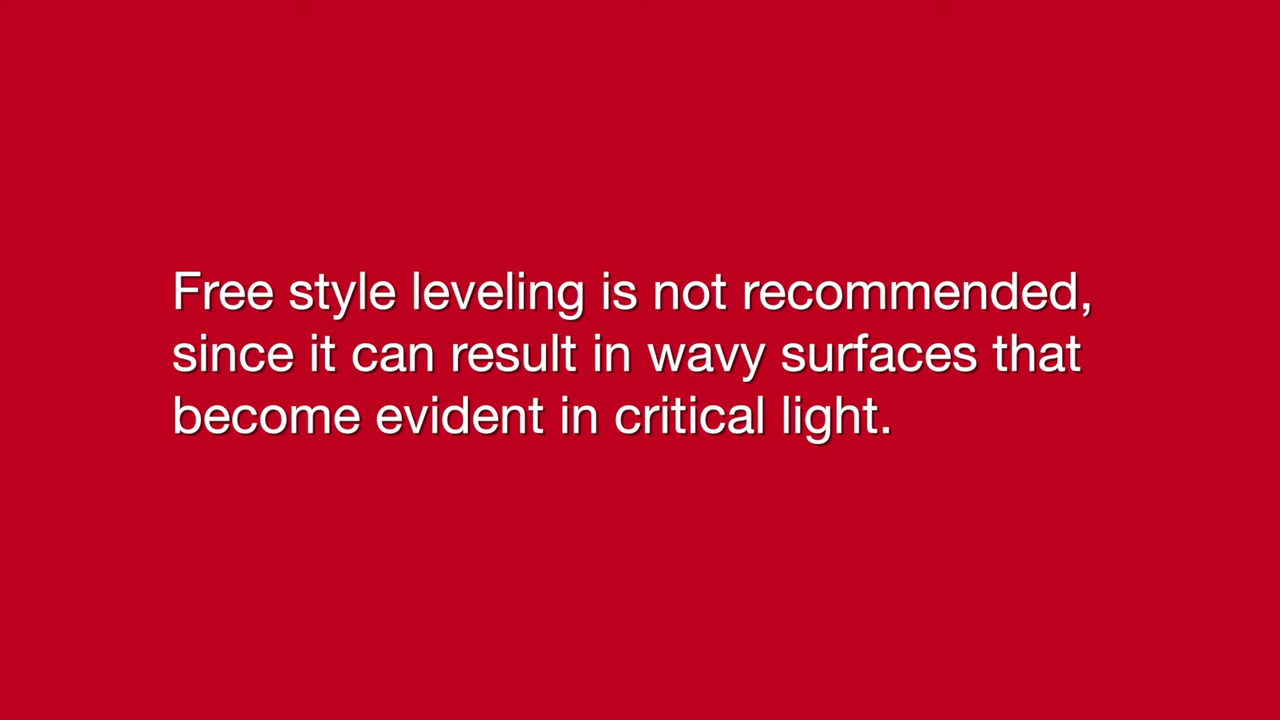 Free style leveling is not recommended,
since it can result in wavy surfaces that
become evident in critical light.